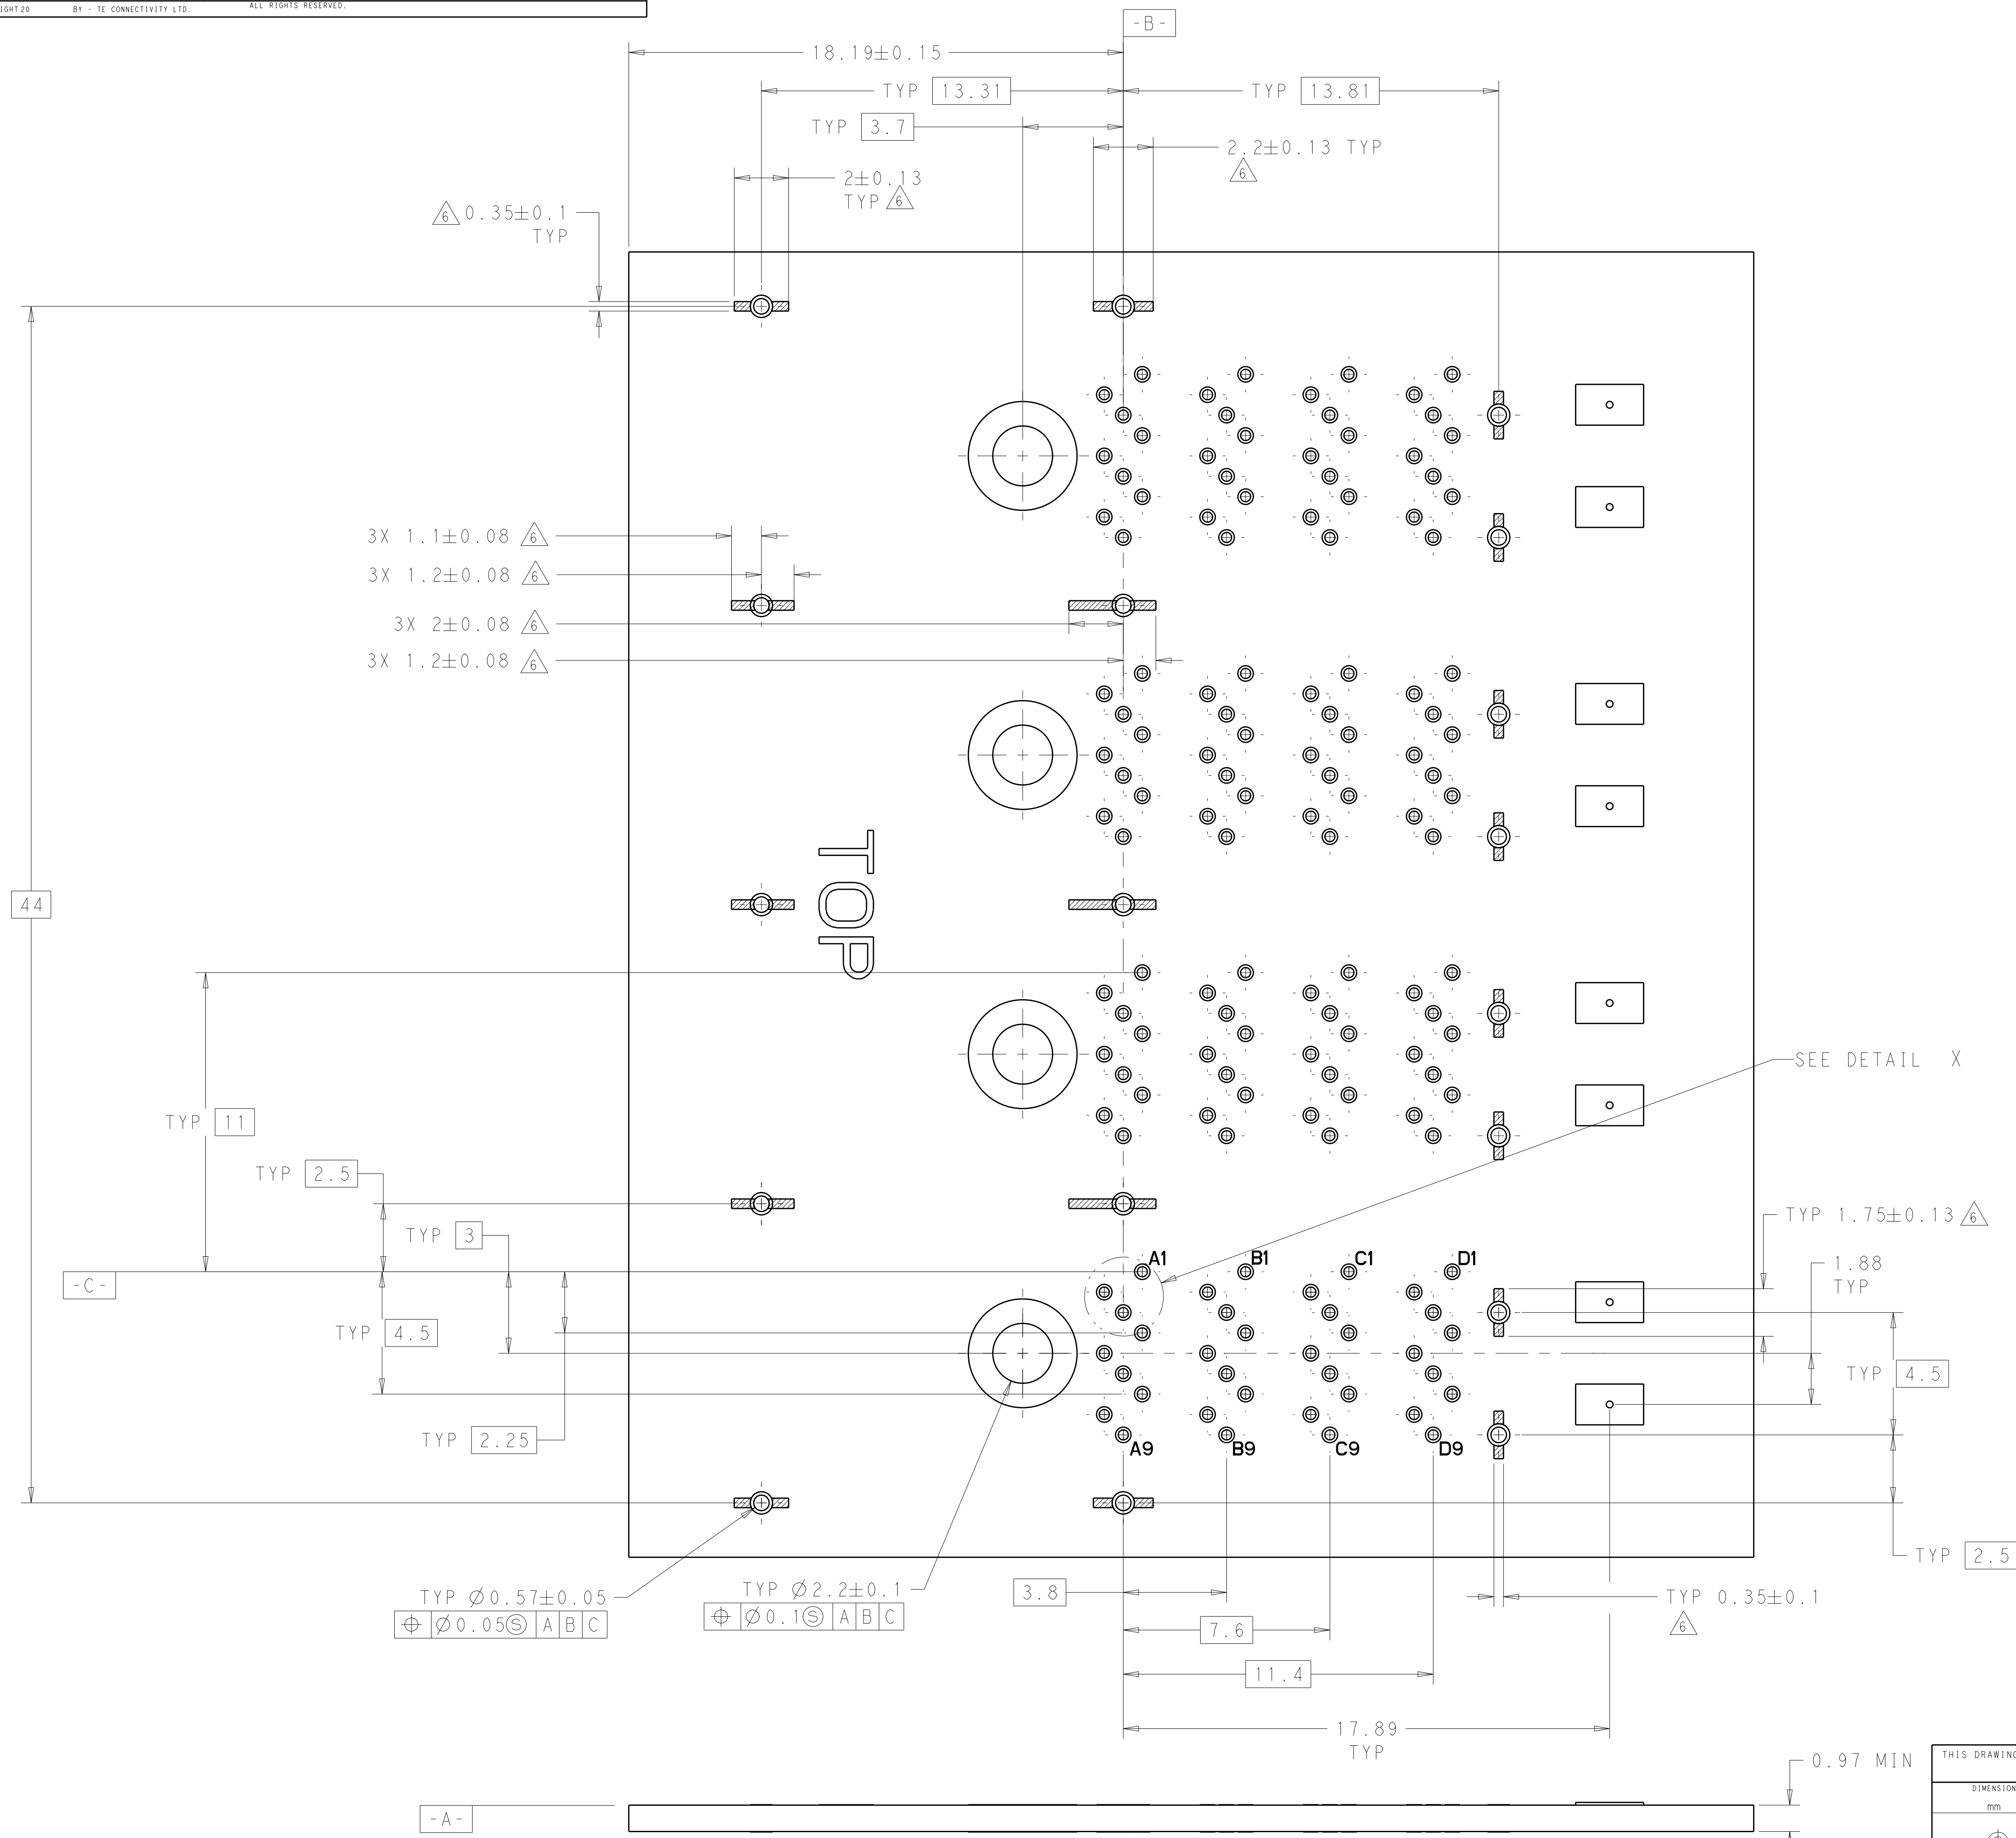 IGHT 20 BY - TE CONNECTIVITY LTD. ALL RIGHTS RESERVED.
-B-
18.19±0.15
TYP 13.31
TYP 13.81
TYP 3.7
2.2±0.13 TYP
6
2±0.13
TYP 6
6 0.35±0.1
TYP
3X 1.1±0.08 6
3X 1.2±0.08 6
3X 2±0.08 6
3X 1.2±0.08 6
44
TOP
SEE DETAIL X
TYP 11
TYP 2.5
TYP 3
-C-
TYP 4.5
TYP 2.25
A1 B1 C1 D1
A9 B9 C9 D9
TYP 1.75±0.13 6
1.88
TYP
TYP 4.5
TYP 2.5
TYP Ø0.57±0.05
⌖ Ø0.05Ⓢ A B C
TYP Ø2.2±0.1
⌖ Ø0.1Ⓢ A B C
3.8
7.6
11.4
TYP 0.35±0.1
6
17.89
TYP
0.97 MIN
-A-
THIS DRAWING
DIMENSION
mm